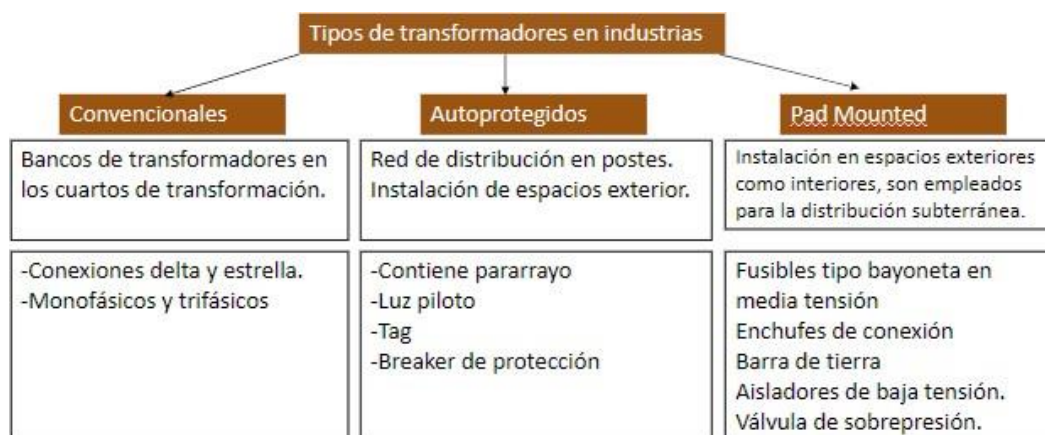 Tipos de transformadores en industrias
Convencionales
Bancos de transformadores en
los cuartos de transformación.
-Conexiones delta y estrella.
-Monofásicos y trifásicos
Autoprotegidos
Red de distribución en postes.
Instalación de espacios exterior.
-Contiene pararrayo
-Luz piloto
-Tag
-Breaker de protección
Pad Mounted
Instalación en espacios exteriores
como interiores, son empleados
para la distribución subterránea.
Fusibles tipo bayoneta en
media tensión
Enchufes de conexión
Barra de tierra
Aisladores de baja tensión.
Válvula de sobrepresión.